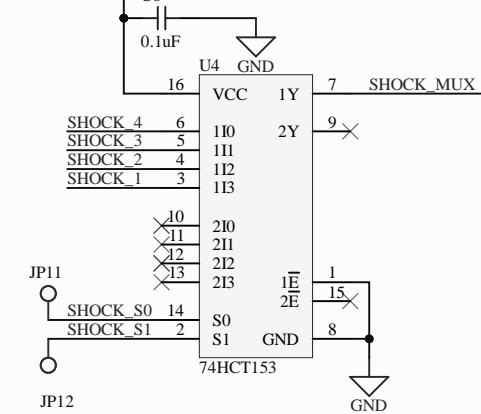 0.1uF
GND
U4
16 VCC 1Y 7 SHOCK_MUX
SHOCK_4 6 1I0 2Y 9
SHOCK_3 5 1I1
SHOCK_2 4 1I2
SHOCK_1 3 1I3
10 2I0
11 2I1
12 2I2
13 2I3 1E 1
JP11 2E 15
SHOCK_S0 14 S0
SHOCK_S1 2 S1 GND 8
74HCT153
JP12 GND